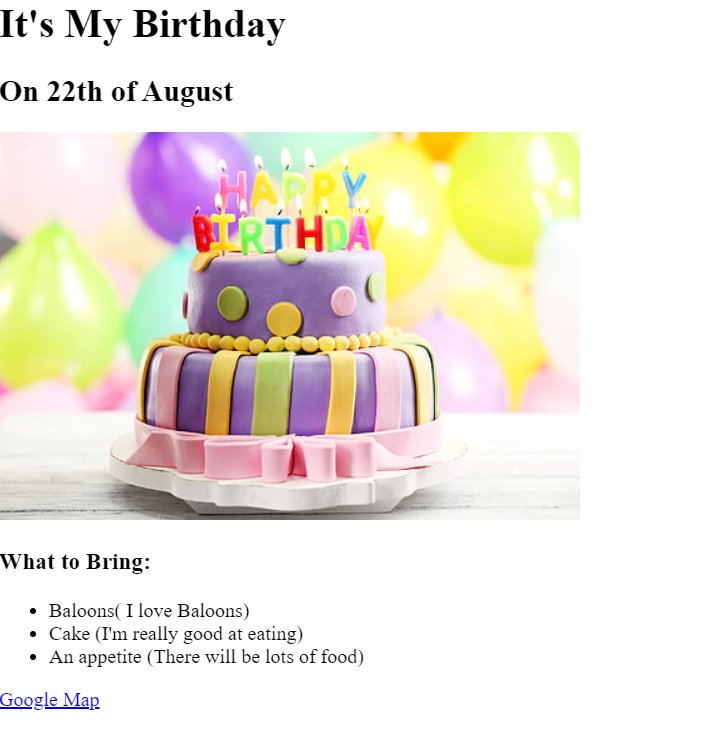 It's My Birthday
On 22th of August
HAPPY
BIRTHDAY
What to Bring:
Baloons( I love Baloons)
Cake (I'm really good at eating)
An appetite (There will be lots of food)
Google Map